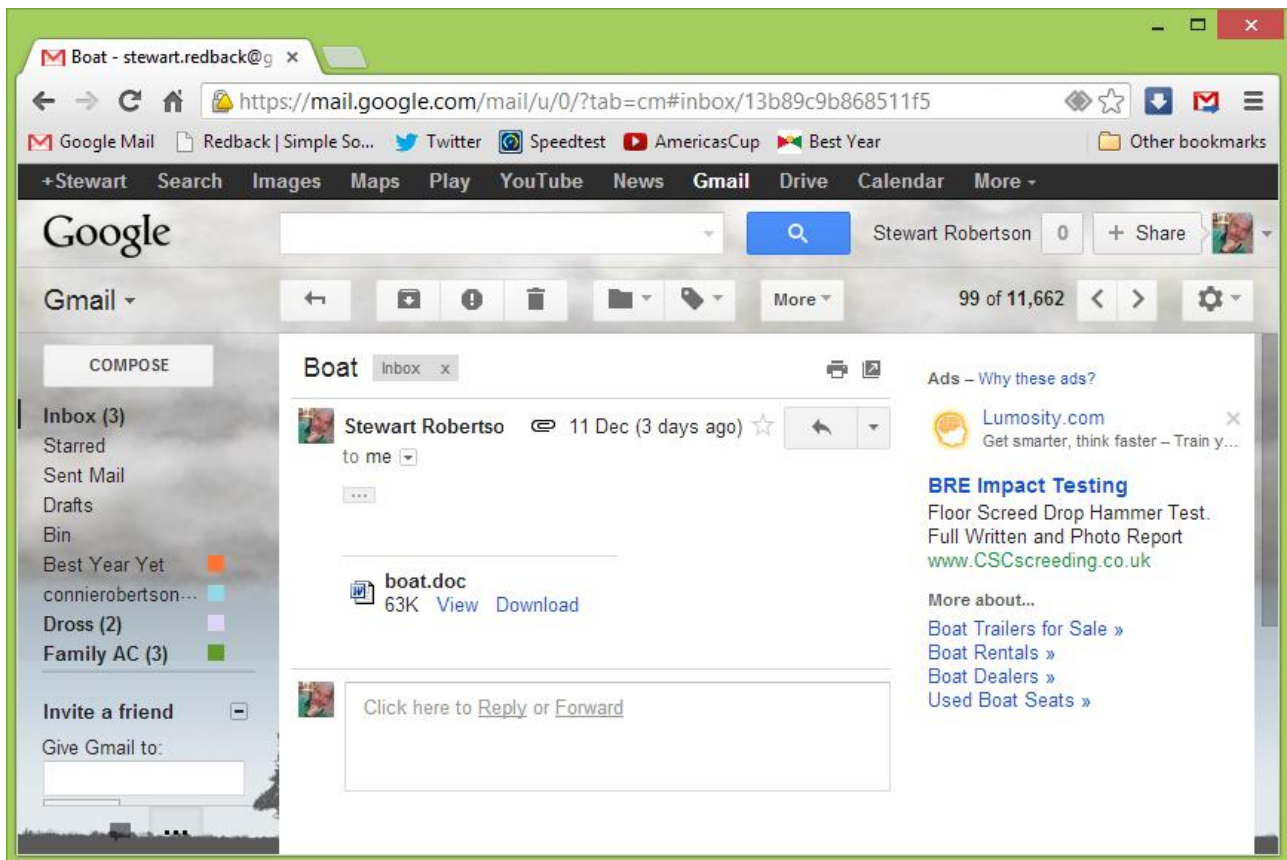 Boat - stewart.redback@g
https://mail.google.com/mail/u/0/?tab=cm#inbox/13b89c9b868511f5
Google Mail Redback | Simple So... Twitter Speedtest AmericasCup Best Year Other bookmarks
+Stewart Search Images Maps Play YouTube News Gmail Drive Calendar More
Google Stewart Robertson 0 + Share
Gmail More 99 of 11,662
COMPOSE
Inbox (3)
Starred
Sent Mail
Drafts
Bin
Best Year Yet
connierobertson...
Dross (2)
Family AC (3)
Invite a friend
Give Gmail to:
Boat Inbox x
Stewart Robertso 11 Dec (3 days ago)
to me
...
boat.doc
63K View Download
Click here to Reply or Forward
Ads – Why these ads?
Lumosity.com
Get smarter, think faster – Train y...
BRE Impact Testing
Floor Screed Drop Hammer Test.
Full Written and Photo Report
www.CSCscreeding.co.uk
More about...
Boat Trailers for Sale »
Boat Rentals »
Boat Dealers »
Used Boat Seats »